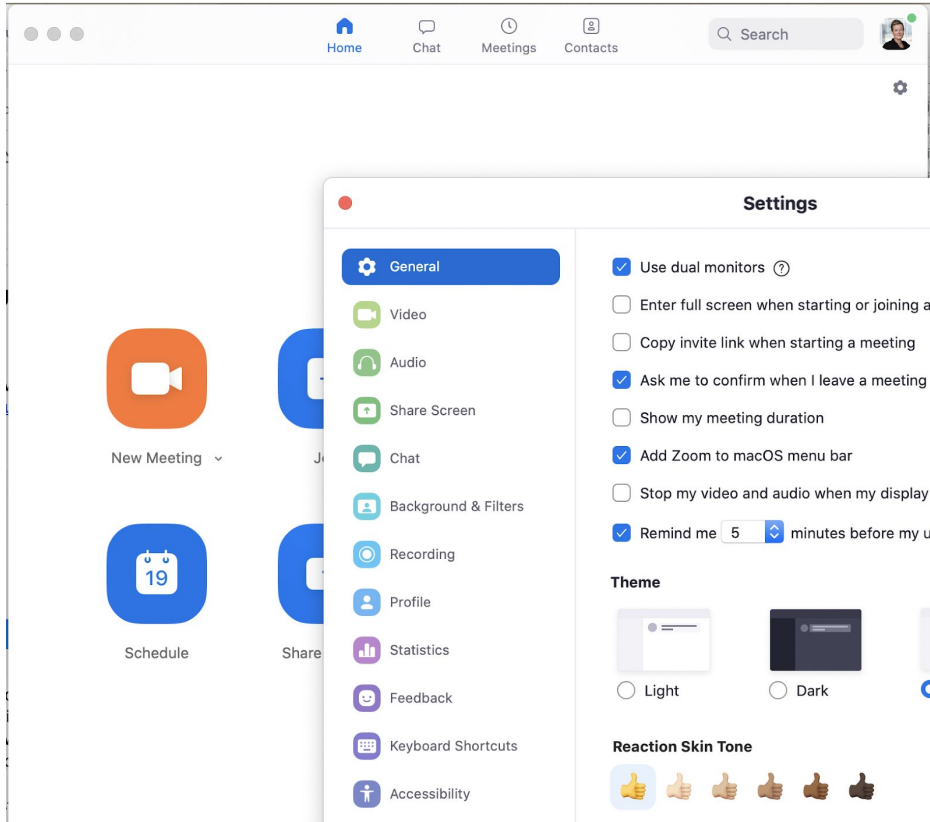 Home
Chat
Meetings
Contacts
Search
Settings
General
Video
Audio
Share Screen
Chat
Background & Filters
Recording
Profile
Statistics
Feedback
Keyboard Shortcuts
Accessibility
Use dual monitors ?
Enter full screen when starting or joining a
Copy invite link when starting a meeting
Ask me to confirm when I leave a meeting
Show my meeting duration
Add Zoom to macOS menu bar
Stop my video and audio when my display
Remind me 5 minutes before my u
Theme
Light
Dark
Reaction Skin Tone
New Meeting
J
19
Schedule
Share